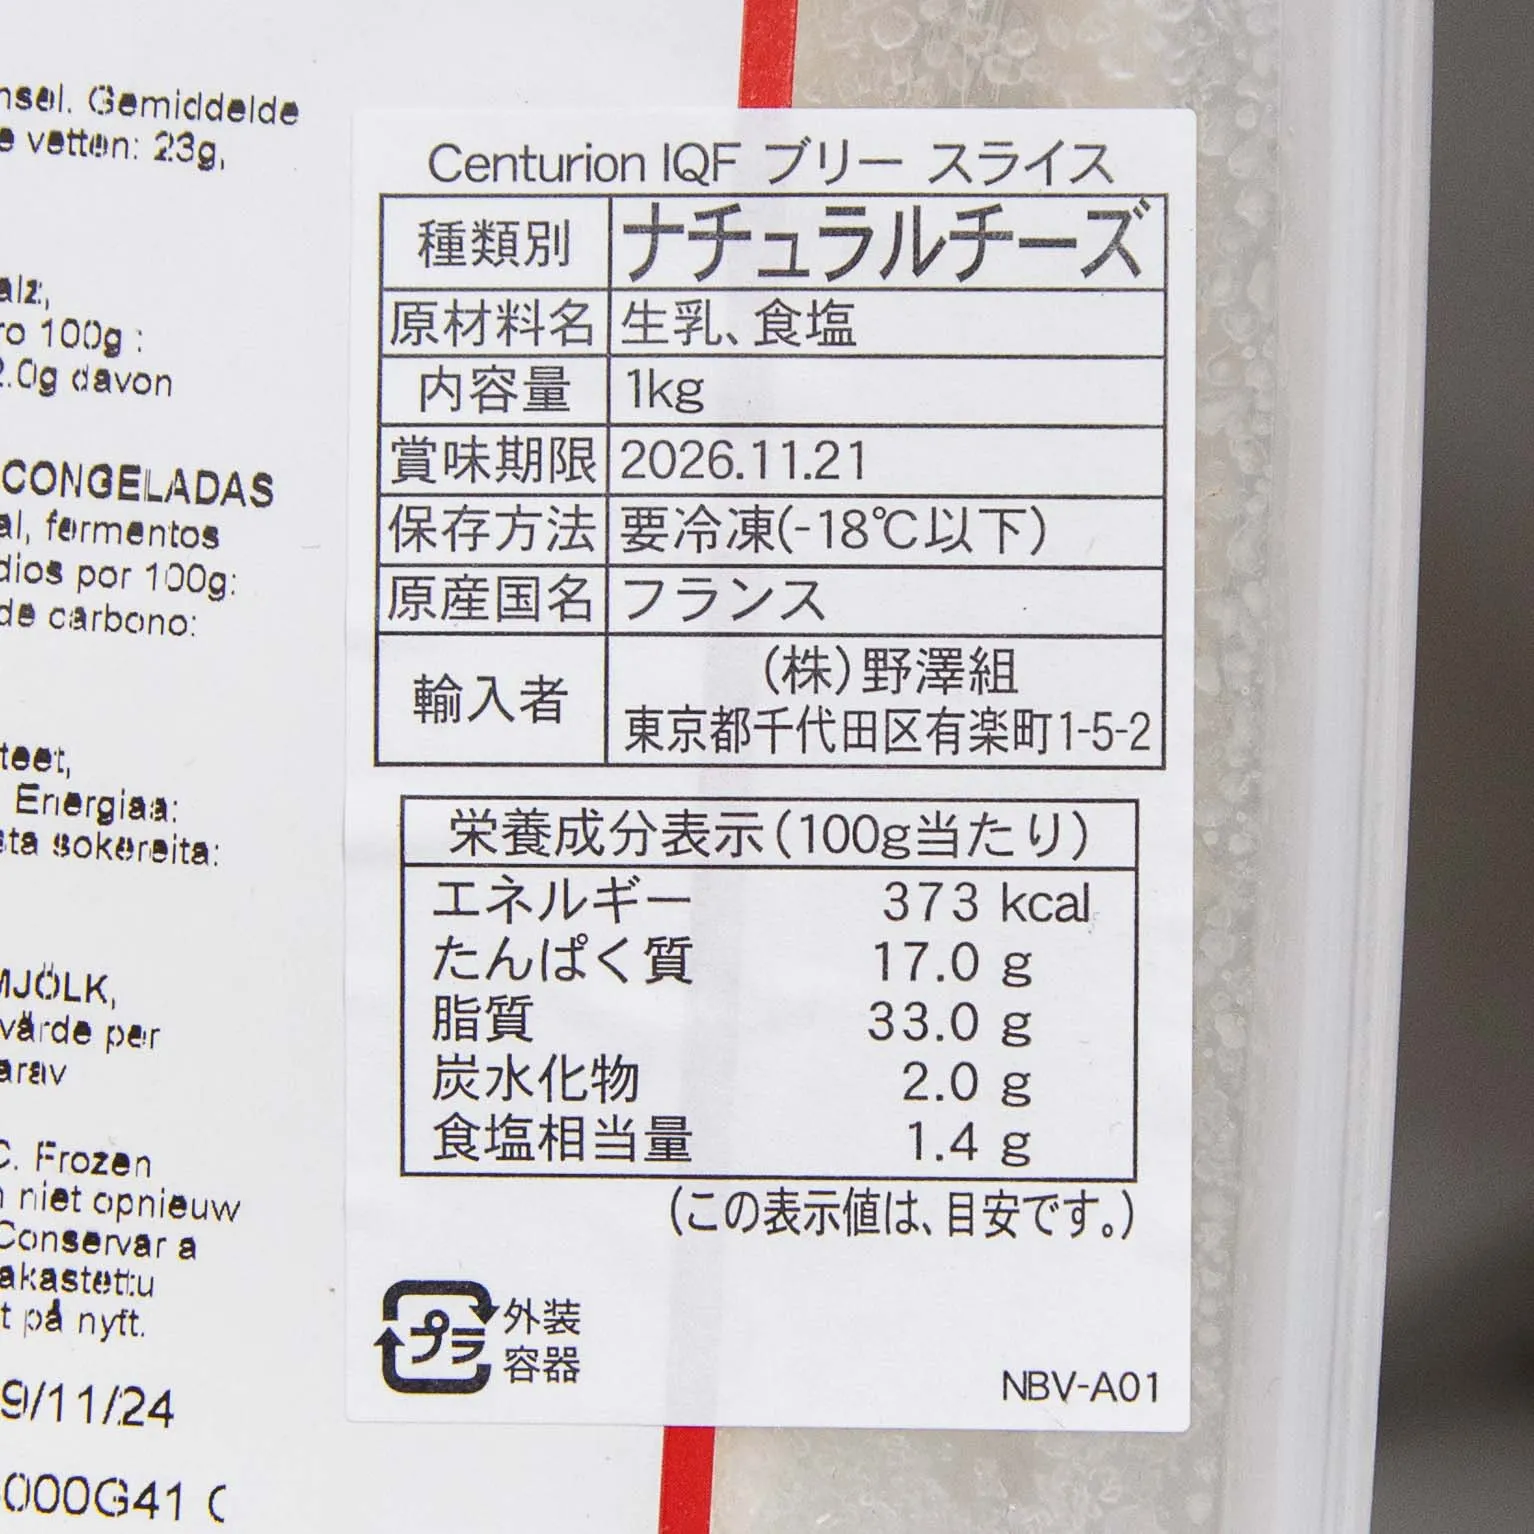 Gemiddelde
e vetten: 23g,
ro 100g :
2.0g davon
CONGELADAS
al, fermentos
dios por 100g:
de carbono:
Energiaa:
sta sokereita:
MJÖLK,
värde per
arav
C. Frozen
niet opnieuw
Conservar a
akastettu
t på nytt.
9/11/24
000G41 C
Centurion IQF ブリー スライス
種類別 ナチュラルチーズ
原材料名 生乳、食塩
内容量 1kg
賞味期限 2026.11.21
保存方法 要冷凍(-18℃以下)
原産国名 フランス
輸入者 (株)野澤組
東京都千代田区有楽町1-5-2
栄養成分表示(100g当たり)
エネルギー 373 kcal
たんぱく質 17.0 g
脂質 33.0 g
炭水化物 2.0 g
食塩相当量 1.4 g
(この表示値は、目安です。)
プラ 外装
容器
NBV-A01